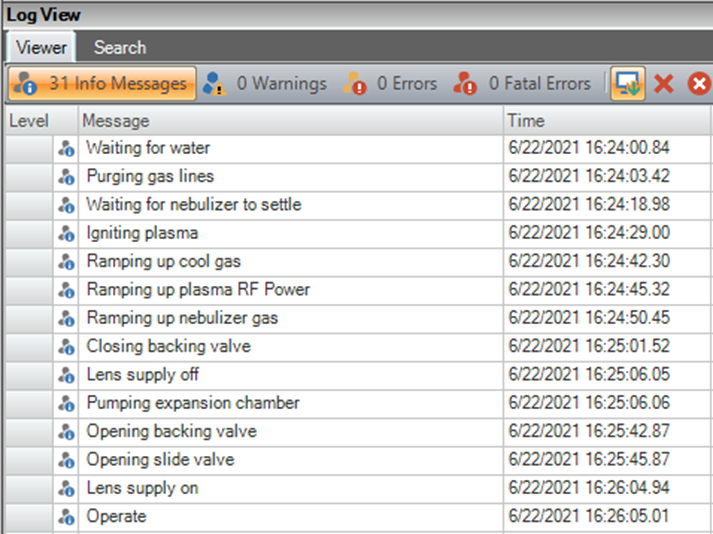 Log View
Viewer Search
31 Info Messages 0 Warnings 0 Errors 0 Fatal Errors
Level Message Time
Waiting for water 6/22/2021 16:24:00.84
Purging gas lines 6/22/2021 16:24:03.42
Waiting for nebulizer to settle 6/22/2021 16:24:18.98
Igniting plasma 6/22/2021 16:24:29.00
Ramping up cool gas 6/22/2021 16:24:42.30
Ramping up plasma RF Power 6/22/2021 16:24:45.32
Ramping up nebulizer gas 6/22/2021 16:24:50.45
Closing backing valve 6/22/2021 16:25:01.52
Lens supply off 6/22/2021 16:25:06.05
Pumping expansion chamber 6/22/2021 16:25:06.06
Opening backing valve 6/22/2021 16:25:42.87
Opening slide valve 6/22/2021 16:25:45.87
Lens supply on 6/22/2021 16:26:04.94
Operate 6/22/2021 16:26:05.01